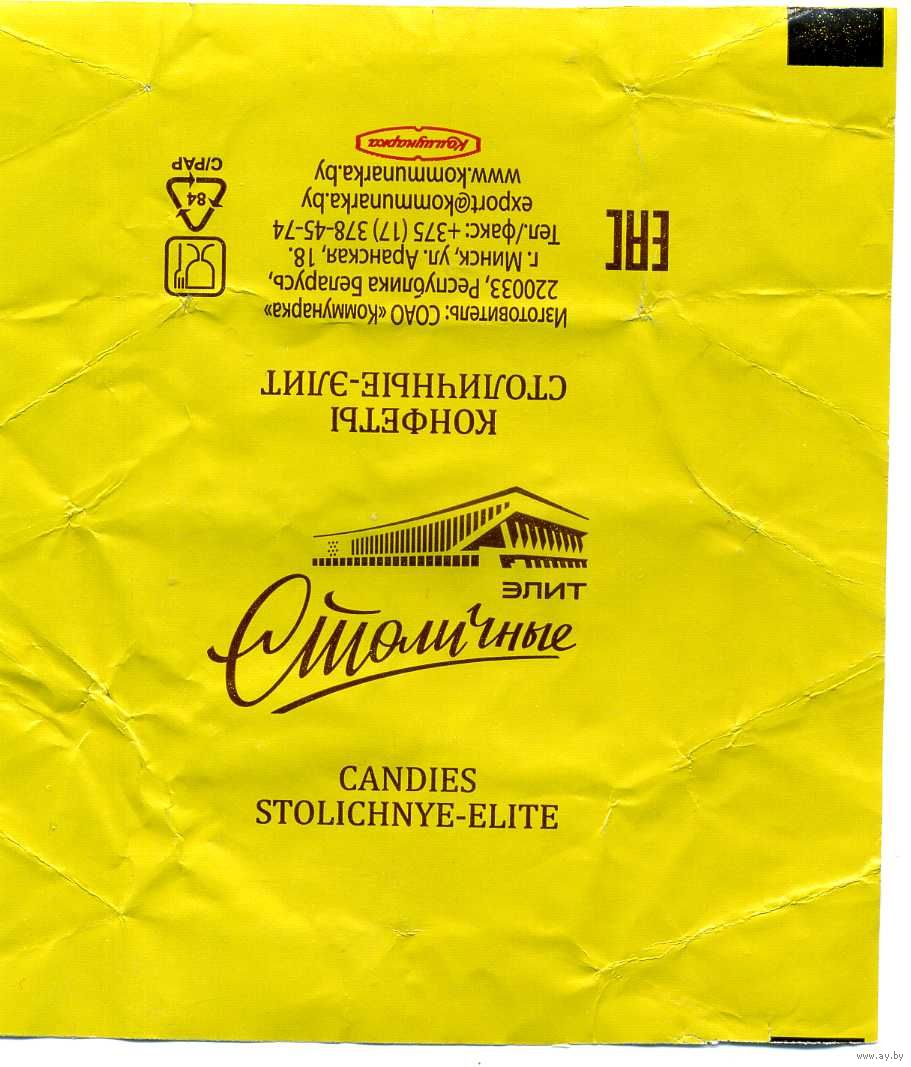 Коммунарка
www.kommunarka.by
export@kommunarka.by
Тел./факс: +375 (17) 378-45-74
г. Минск, ул. Аранская, 18.
220033, Республика Беларусь,
Изготовитель: СОАО «Коммунарка»
84
C/PAP
EAC
СТОЛИЧНЫЕ-ЭЛИТ
КОНФЕТЫ
ЭЛИТ
Столичные
CANDIES
STOLICHNYE-ELITE
www.ay.by